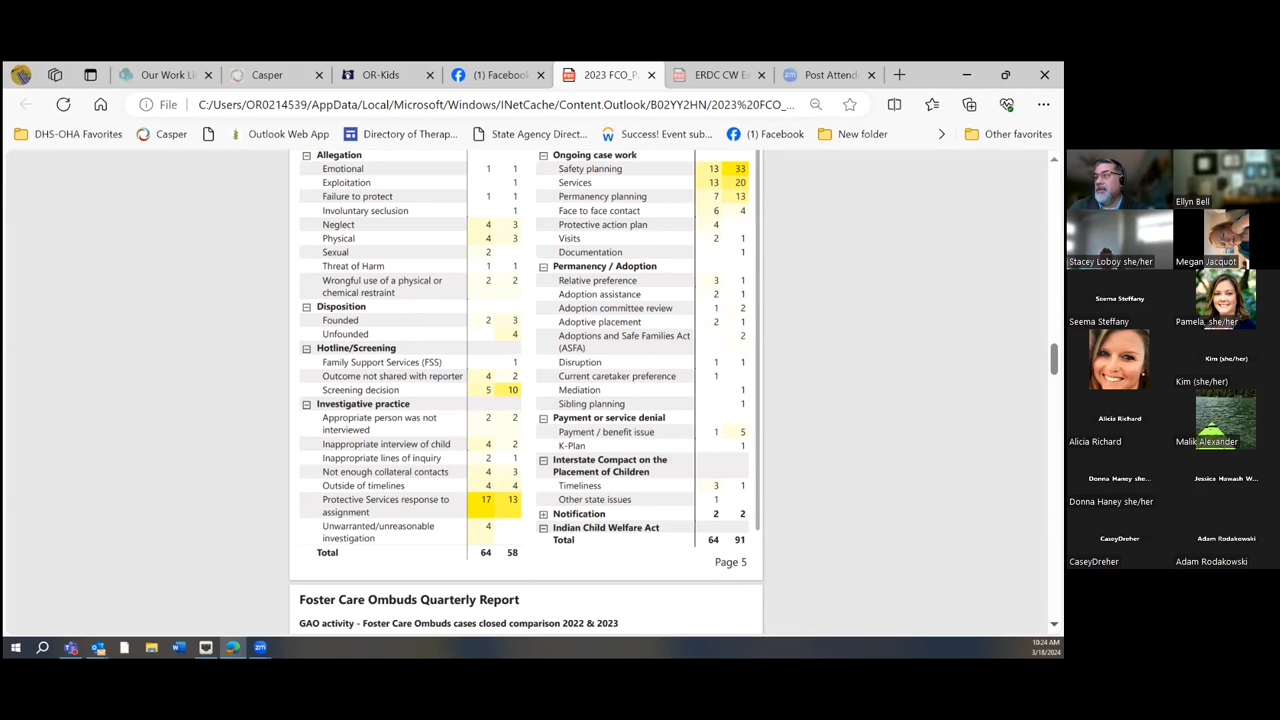 Our Work Li
Casper
OR-Kids
(1) Facebook
2023 FCO_P
ERDC CW Ex
Post Attend
File
C:/Users/OR0214539/AppData/Local/Microsoft/Windows/INetCache/Content.Outlook/B02YY2HN/2023%20FCO_...
DHS-OHA Favorites
Casper
Outlook Web App
Directory of Therap...
State Agency Direct...
Success! Event sub...
(1) Facebook
New folder
Other favorites
Allegation
Emotional 1 1
Exploitation 1
Failure to protect 1 1
Involuntary seclusion 1
Neglect 4 3
Physical 4 3
Sexual 2
Threat of Harm 1 1
Wrongful use of a physical or 2 2
chemical restraint
Disposition
Founded 2 3
Unfounded 4
Hotline/Screening
Family Support Services (FSS) 1
Outcome not shared with reporter 4 2
Screening decision 5 10
Investigative practice
Appropriate person was not 2 2
interviewed
Inappropriate interview of child 4 2
Inappropriate lines of inquiry 2 1
Not enough collateral contacts 4 3
Outside of timelines 4 4
Protective Services response to 17 13
assignment
Unwarranted/unreasonable 4
investigation
Total 64 58
Ongoing case work
Safety planning 13 33
Services 13 20
Permanency planning 7 13
Face to face contact 6 4
Protective action plan 4
Visits 2 1
Documentation 1
Permanency / Adoption
Relative preference 3 1
Adoption assistance 2 1
Adoption committee review 1 2
Adoptive placement 2 1
Adoptions and Safe Families Act 2
(ASFA)
Disruption 1 1
Current caretaker preference 1
Mediation 1
Sibling planning 1
Payment or service denial
Payment / benefit issue 1 5
K-Plan 1
Interstate Compact on the
Placement of Children
Timeliness 3 1
Other state issues 1
Notification 2 2
Indian Child Welfare Act
Total 64 91
Page 5
Foster Care Ombuds Quarterly Report
GAO activity - Foster Care Ombuds cases closed comparison 2022 & 2023
10:24 AM
3/18/2024
Ellyn Bell
Stacey Loboy she/her
Megan Jacquot
Seema Steffany
Seema Steffany
Pamela, she/her
Kim (she/her)
Kim (she/her)
Alicia Richard
Alicia Richard
Malik Alexander
Donna Haney she...
Donna Haney she/her
Jessica Huwash W...
CaseyDreher
CaseyDreher
Adam Rodakowski
Adam Rodakowski